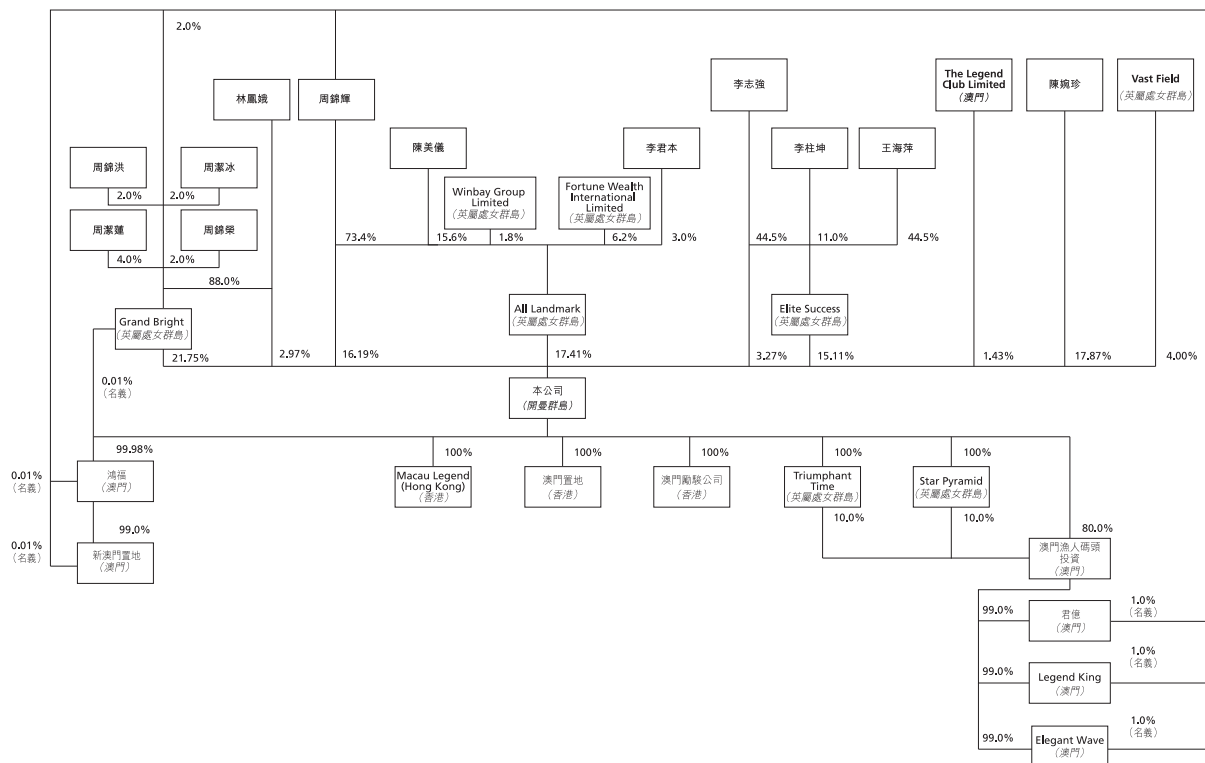 2.0%
林鳳娥
周錦輝
李志強
The Legend
Club Limited
(澳門)
陳婉珍
Vast Field
(英屬處女群島)
陳美儀
李君本
李柱坤
王海萍
周錦洪
周潔冰
2.0%
2.0%
Winbay Group
Limited
(英屬處女群島)
Fortune Wealth
International
Limited
(英屬處女群島)
周潔蓮
周錦榮
4.0%
2.0%
73.4%
15.6%
1.8%
6.2%
3.0%
44.5%
11.0%
44.5%
88.0%
Grand Bright
(英屬處女群島)
All Landmark
(英屬處女群島)
Elite Success
(英屬處女群島)
21.75%
2.97%
16.19%
17.41%
3.27%
15.11%
1.43%
17.87%
4.00%
0.01%
(名義)
本公司
(開曼群島)
99.98%
100%
100%
100%
100%
100%
0.01%
(名義)
鴻福
(澳門)
Macau Legend
(Hong Kong)
(香港)
澳門置地
(香港)
澳門勵駿公司
(香港)
Triumphant
Time
(英屬處女群島)
Star Pyramid
(英屬處女群島)
10.0%
10.0%
80.0%
99.0%
0.01%
(名義)
新澳門置地
(澳門)
澳門漁人碼頭
投資
(澳門)
99.0%
君億
(澳門)
1.0%
(名義)
99.0%
Legend King
(澳門)
1.0%
(名義)
99.0%
Elegant Wave
(澳門)
1.0%
(名義)